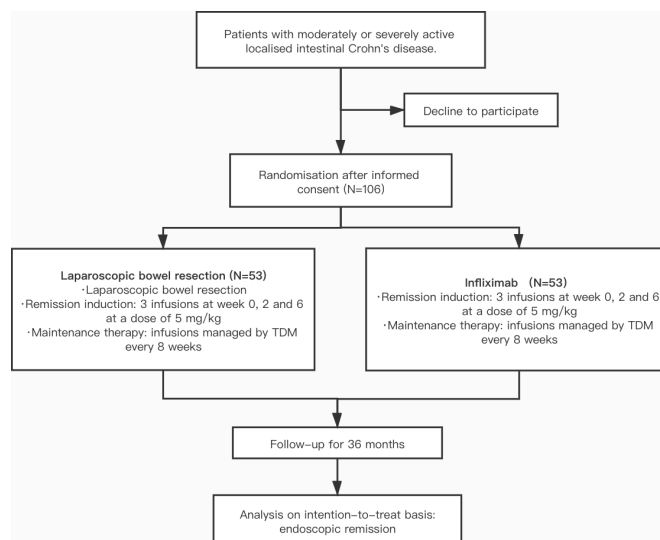 Patients with moderately or severely active
localised intestinal Crohn's disease.
Decline to participate
Randomisation after informed
consent (N=106)
Laparoscopic bowel resection (N=53)
·Laparoscopic bowel resection
·Remission induction: 3 infusions at week 0, 2 and 6
at a dose of 5 mg/kg
·Maintenance therapy: infusions managed by TDM
every 8 weeks
Infliximab (N=53)
·Remission induction: 3 infusions at week 0, 2 and 6
at a dose of 5 mg/kg
·Maintenance therapy: infusions managed by TDM
every 8 weeks
Follow-up for 36 months
Analysis on intention-to-treat basis:
endoscopic remission